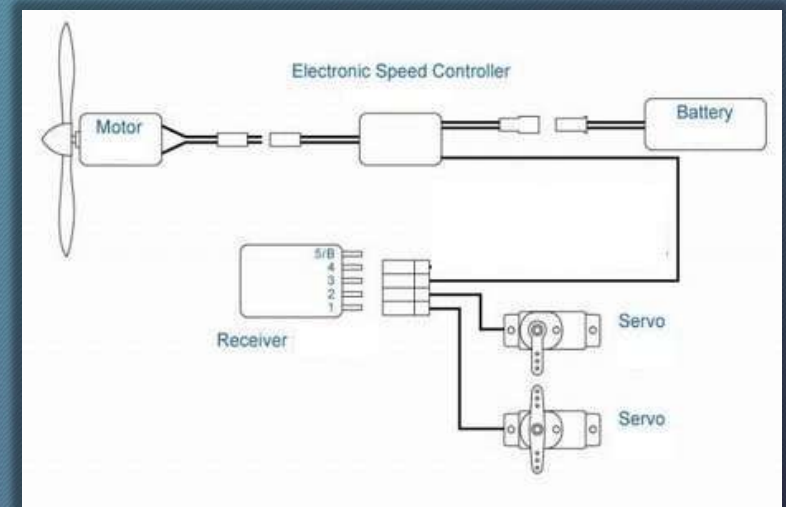 Electronic Speed Controller
Motor
Battery
5/B
4
3
2
1
Receiver
Servo
Servo